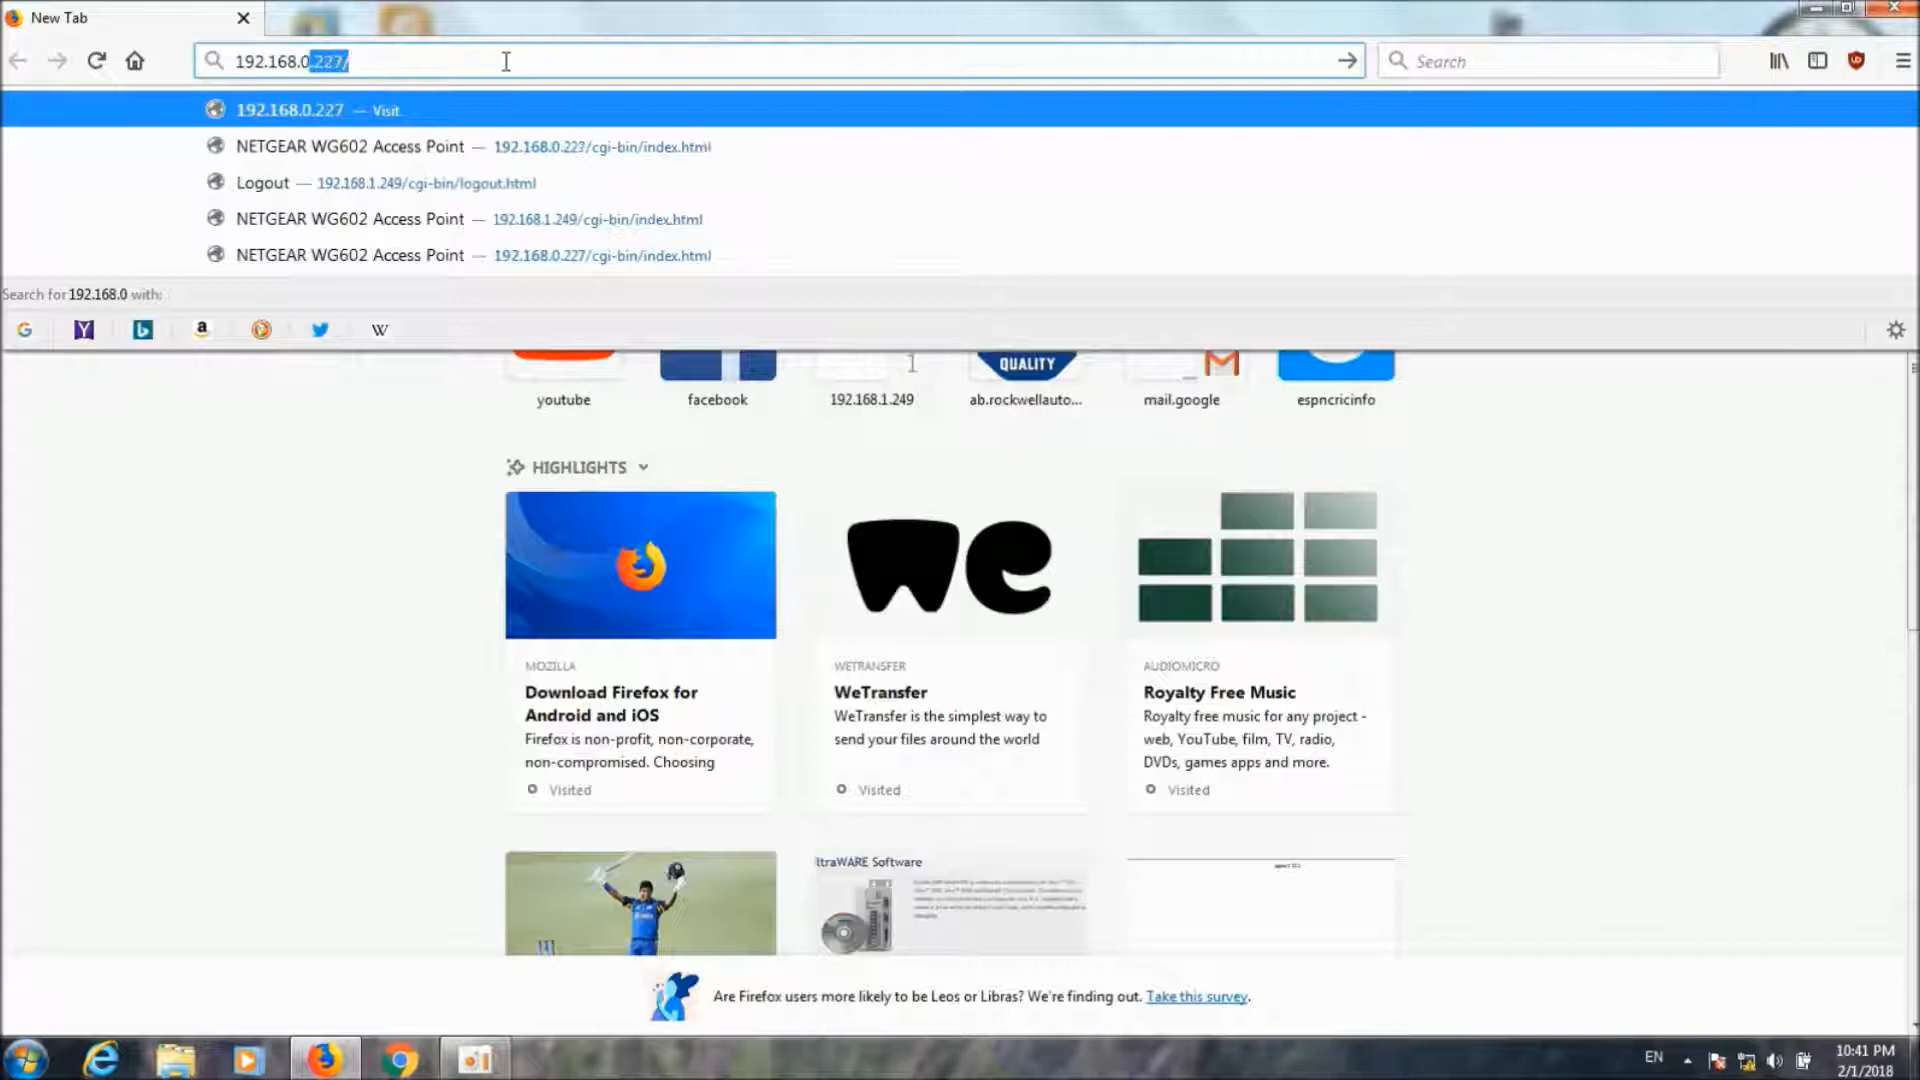 New Tab
192.168.0.227/
Search
192.168.0.227 — Visit
NETGEAR WG602 Access Point — 192.168.0.227/cgi-bin/index.html
Logout — 192.168.1.249/cgi-bin/logout.html
NETGEAR WG602 Access Point — 192.168.1.249/cgi-bin/index.html
NETGEAR WG602 Access Point — 192.168.0.227/cgi-bin/index.html
Search for 192.168.0 with:
QUALITY
youtube
facebook
192.168.1.249
ab.rockwellauto...
mail.google
espncricinfo
HIGHLIGHTS
we
MOZILLA
Download Firefox for
Android and iOS
Firefox is non-profit, non-corporate,
non-compromised. Choosing
Visited
WETRANSFER
WeTransfer
WeTransfer is the simplest way to
send your files around the world
Visited
AUDIOMICRO
Royalty Free Music
Royalty free music for any project -
web, YouTube, film, TV, radio,
DVDs, games apps and more.
Visited
ltraWARE Software
Are Firefox users more likely to be Leos or Libras? We're finding out. Take this survey.
EN
10:41 PM
2/1/2018